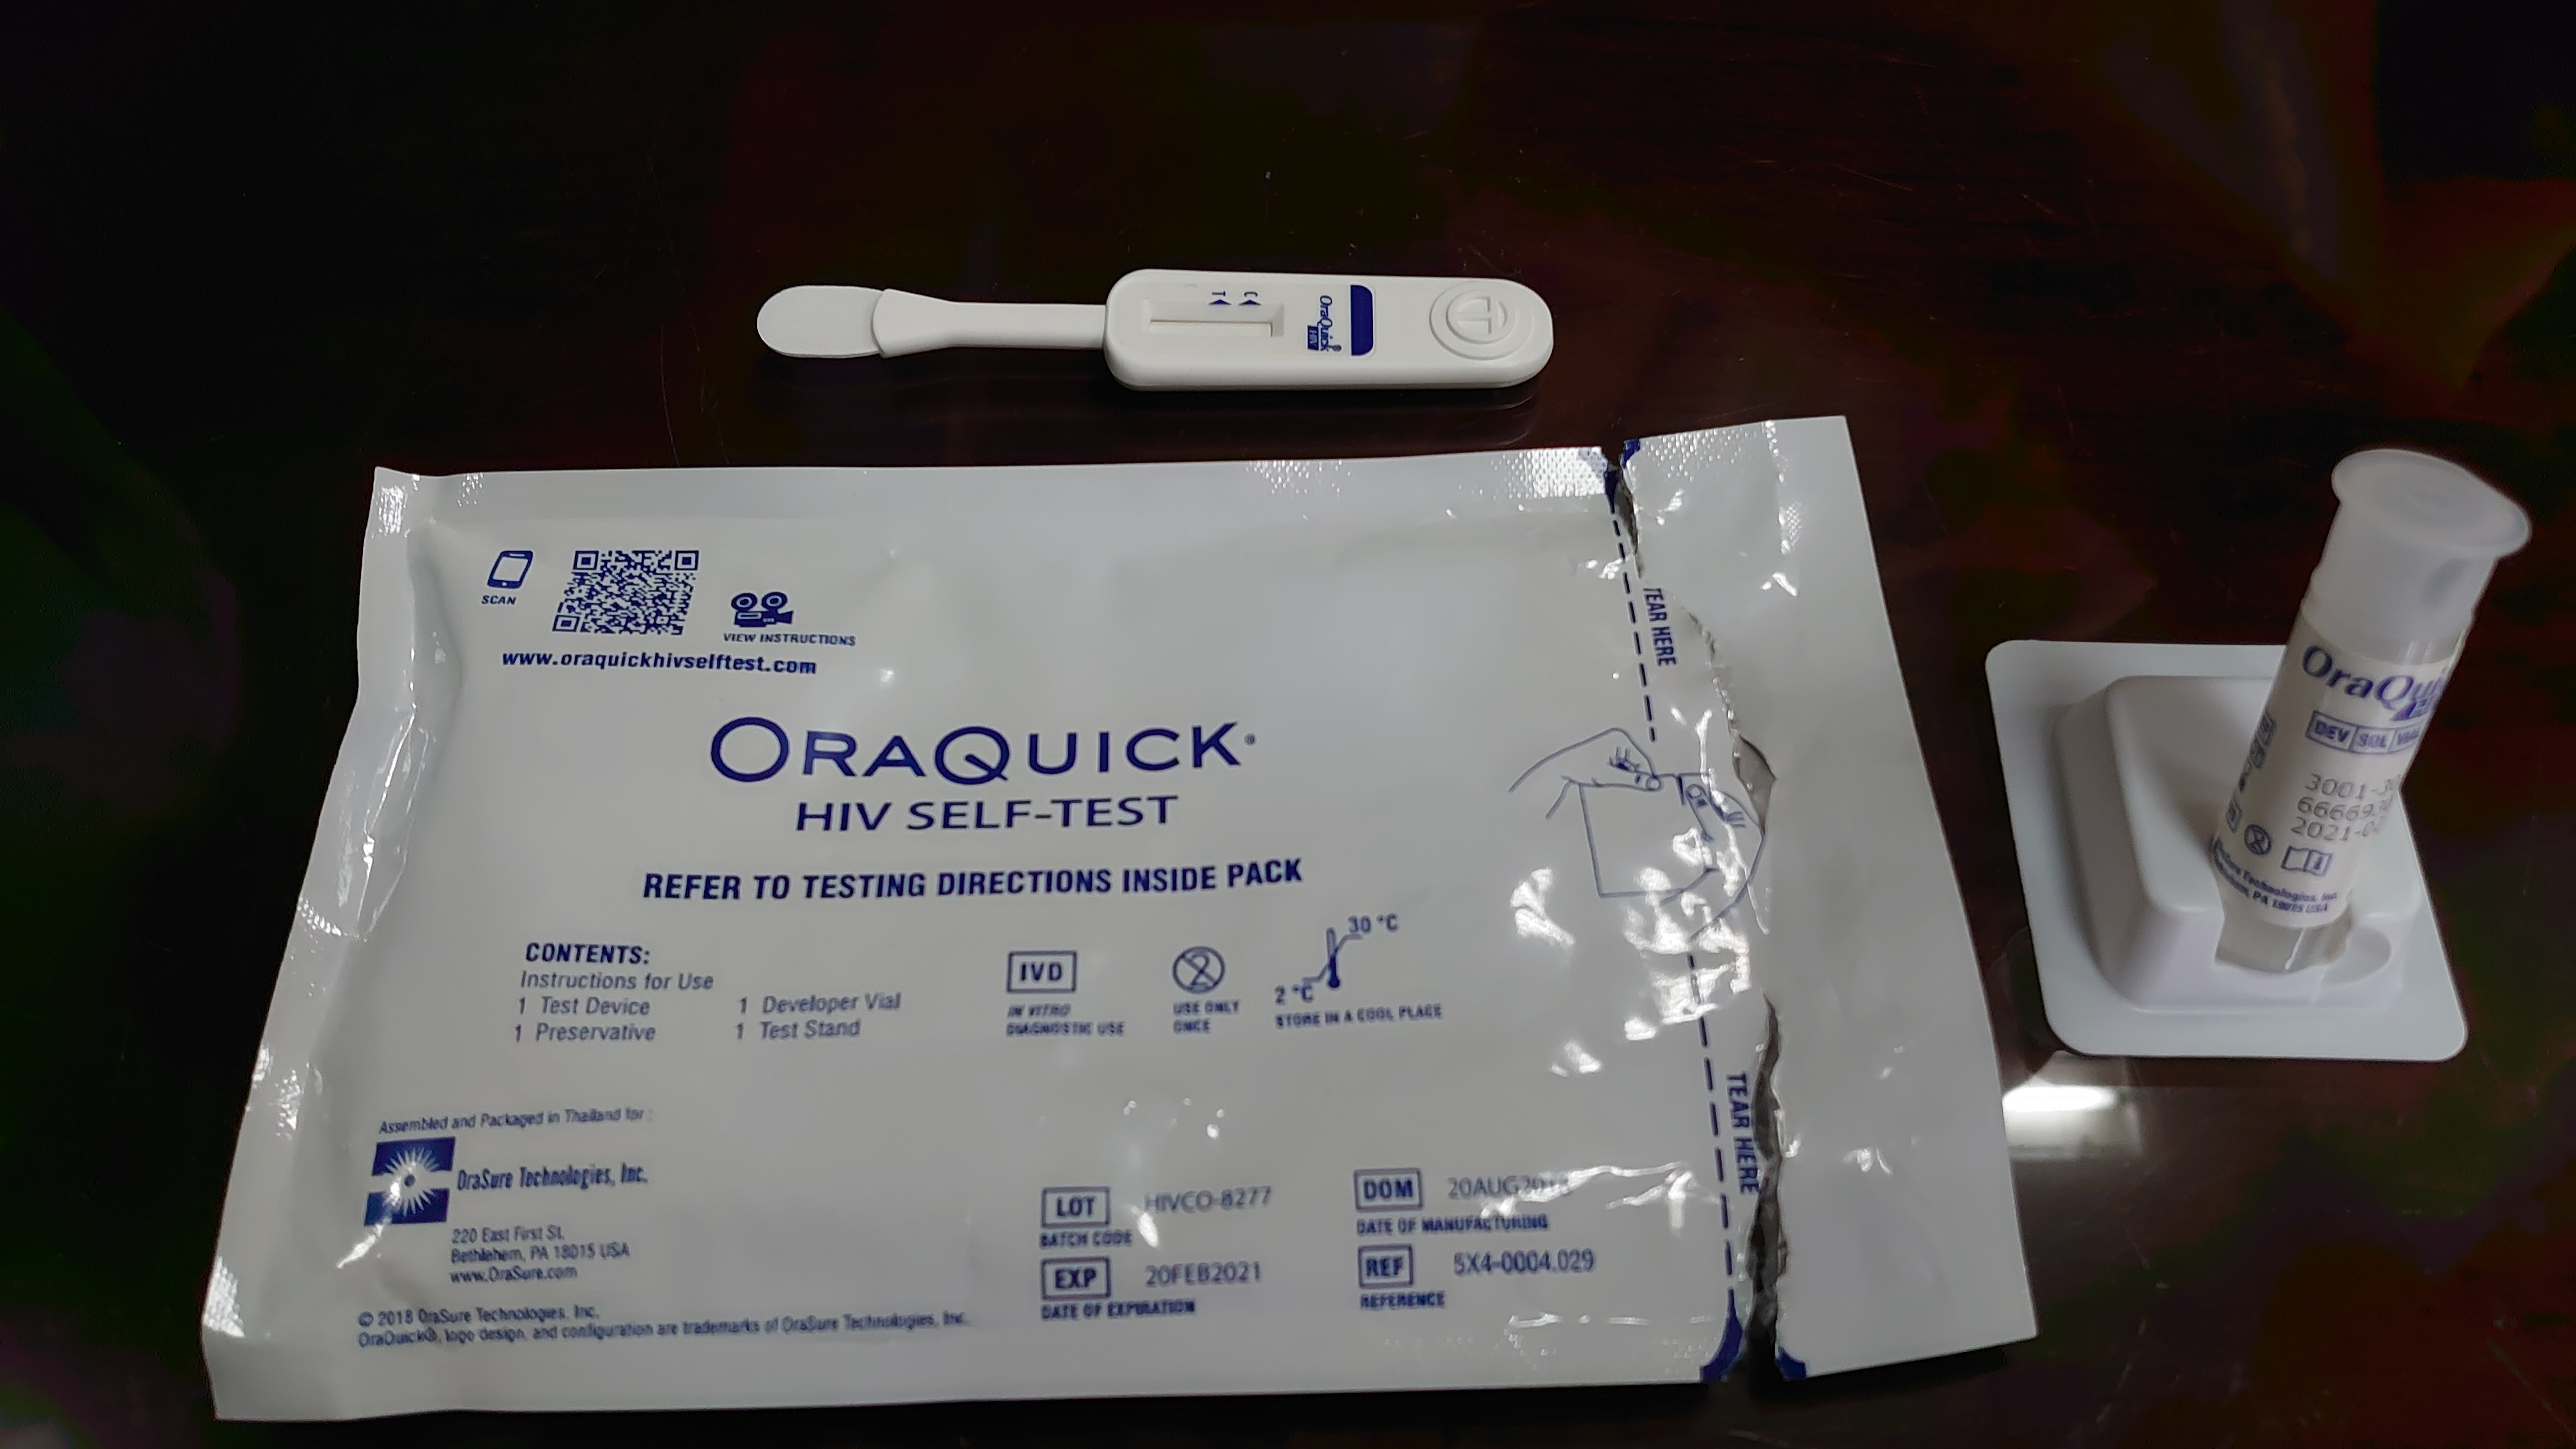 T C
OraQuick
HIV
SCAN
VIEW INSTRUCTIONS
www.oraquickhivselftest.com
TEAR HERE
ORAQUICK®
HIV SELF-TEST
REFER TO TESTING DIRECTIONS INSIDE PACK
CONTENTS:
Instructions for Use
1 Test Device
1 Developer Vial
1 Preservative
1 Test Stand
IVD
IN VITRO
DIAGNOSTIC USE
USE ONLY
ONCE
30 °C
2 °C
STORE IN A COOL PLACE
TEAR HERE
Assembled and Packaged in Thailand for :
OraSure Technologies, Inc.
220 East First St.
Bethlehem, PA 18015 USA
www.OraSure.com
LOT HIVCO-8277
BATCH CODE
EXP 20FEB2021
DATE OF EXPIRATION
DOM
DATE OF MANUFACTURING
REF 5X4-0004.029
REFERENCE
© 2018 OraSure Technologies, Inc.
OraQuick®, logo design, and configuration are trademarks of OraSure Technologies, Inc.
DEV SOL
PA 18015 USA